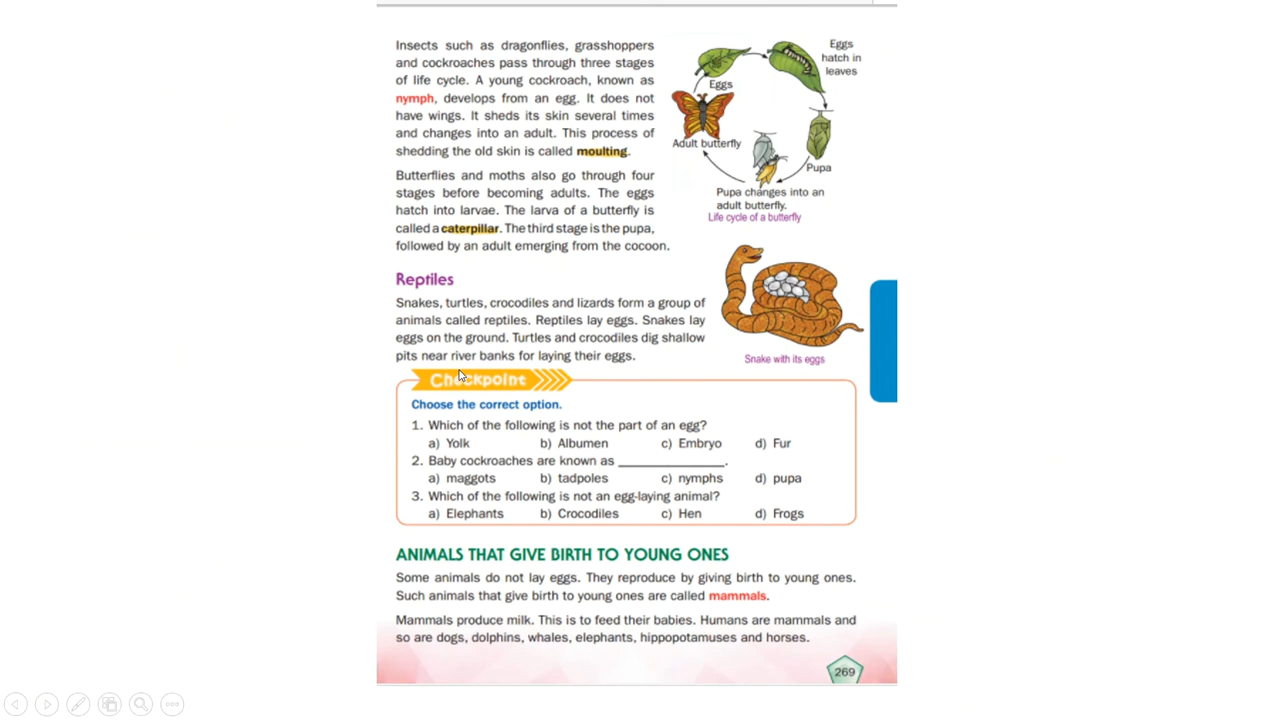 Insects such as dragonflies, grasshoppers
and cockroaches pass through three stages
of life cycle. A young cockroach, known as
nymph, develops from an egg. It does not
have wings. It sheds its skin several times
and changes into an adult. This process of
shedding the old skin is called moulting.
Butterflies and moths also go through four
stages before becoming adults. The eggs
hatch into larvae. The larva of a butterfly is
called a caterpillar. The third stage is the pupa,
followed by an adult emerging from the cocoon.
Eggs
hatch in
leaves
Eggs
Adult butterfly
Pupa
Pupa changes into an
adult butterfly.
Life cycle of a butterfly
Reptiles
Snakes, turtles, crocodiles and lizards form a group of
animals called reptiles. Reptiles lay eggs. Snakes lay
eggs on the ground. Turtles and crocodiles dig shallow
pits near river banks for laying their eggs.
Snake with its eggs
Checkpoint
Choose the correct option.
1. Which of the following is not the part of an egg?
a) Yolk b) Albumen c) Embryo d) Fur
2. Baby cockroaches are known as ________________.
a) maggots b) tadpoles c) nymphs d) pupa
3. Which of the following is not an egg-laying animal?
a) Elephants b) Crocodiles c) Hen d) Frogs
ANIMALS THAT GIVE BIRTH TO YOUNG ONES
Some animals do not lay eggs. They reproduce by giving birth to young ones.
Such animals that give birth to young ones are called mammals.
Mammals produce milk. This is to feed their babies. Humans are mammals and
so are dogs, dolphins, whales, elephants, hippopotamuses and horses.
269